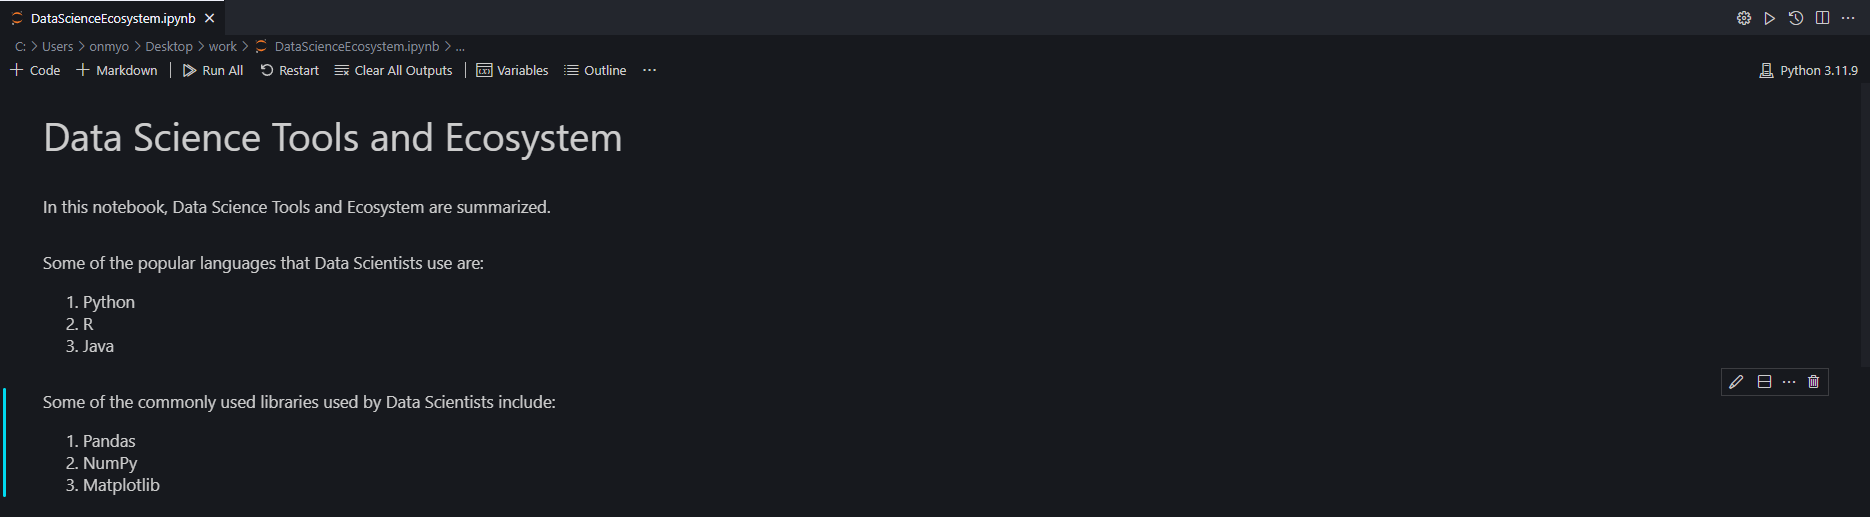 DataScienceEcosystem.ipynb
C: > Users > onmyo > Desktop > work > DataScienceEcosystem.ipynb > ...
Code Markdown Run All Restart Clear All Outputs Variables Outline ... Python 3.11.9
Data Science Tools and Ecosystem
In this notebook, Data Science Tools and Ecosystem are summarized.
Some of the popular languages that Data Scientists use are:
1. Python
2. R
3. Java
Some of the commonly used libraries used by Data Scientists include:
1. Pandas
2. NumPy
3. Matplotlib